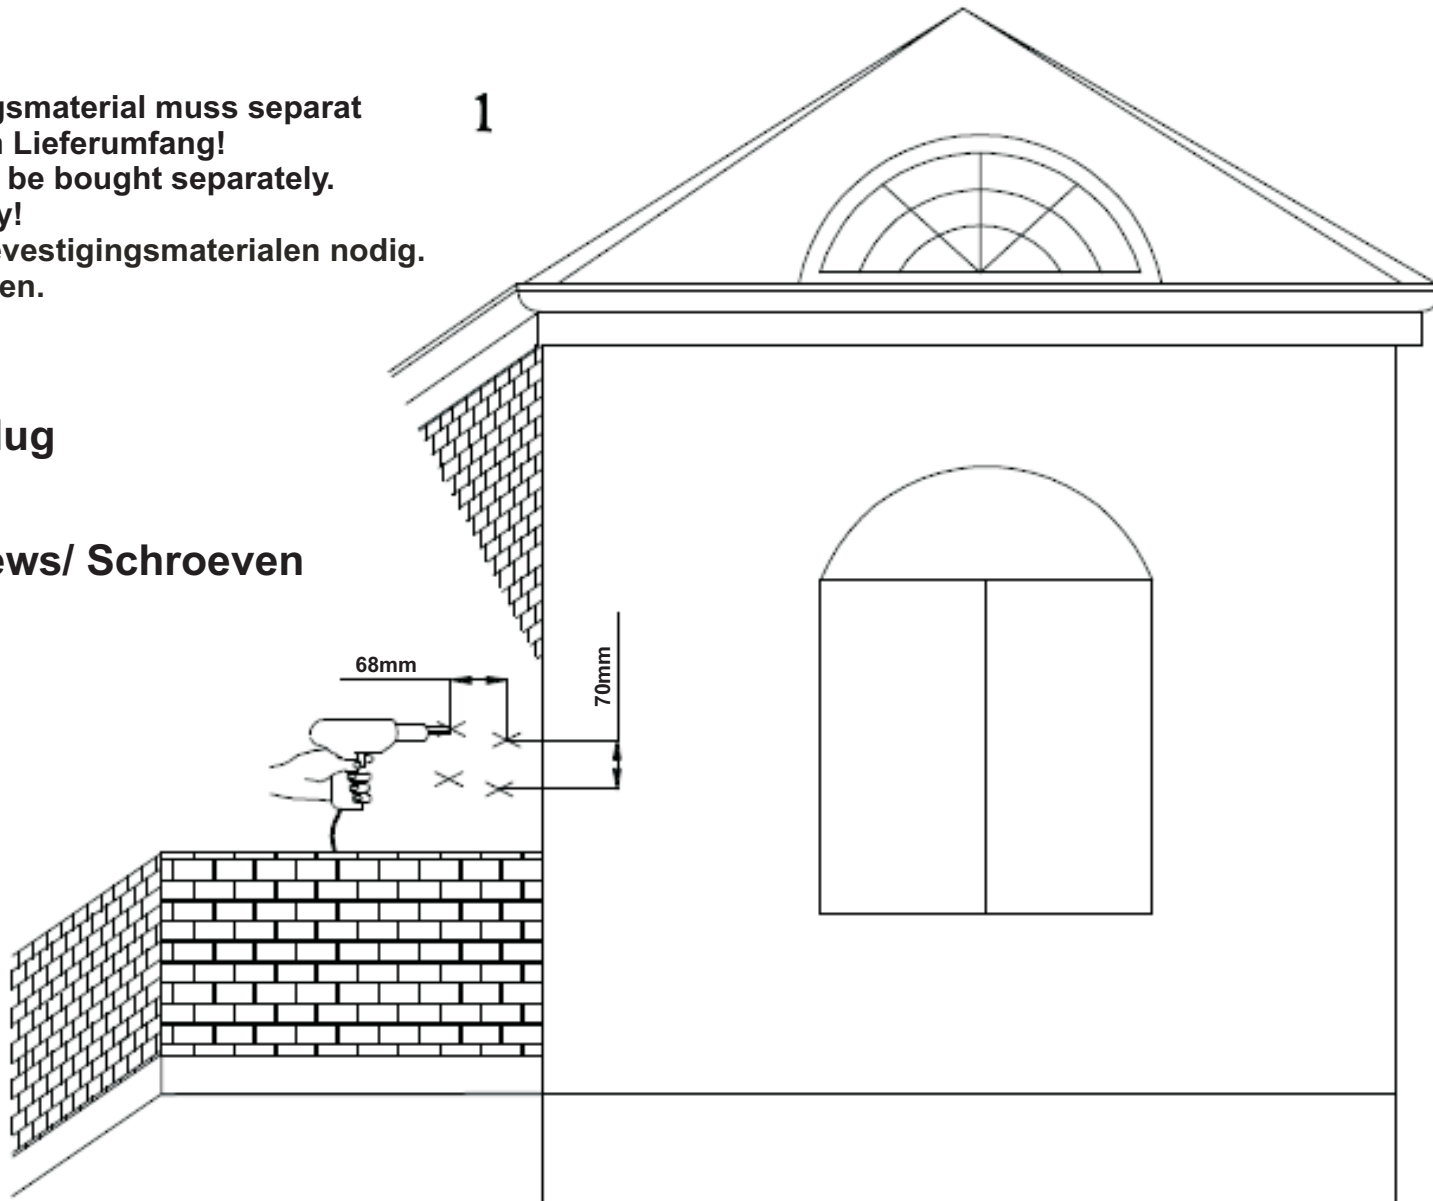 gsmaterial muss separat
n Lieferumfang!
be bought separately.
y!
evestigingsmaterialen nodig.
en.
1
lug
ews/ Schroeven
68mm
70mm